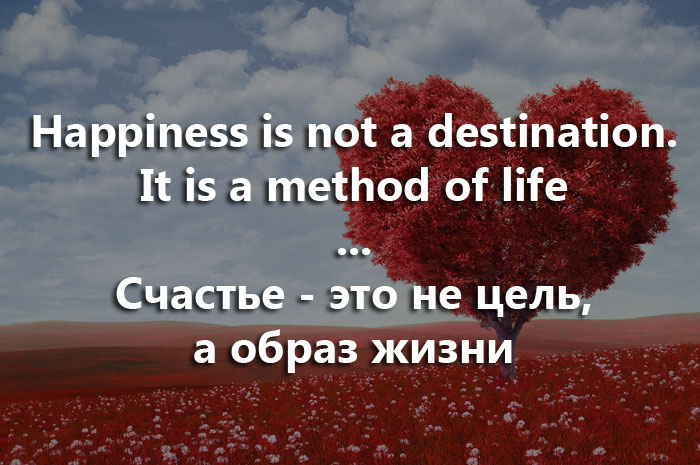 Happiness is not a destination.
It is a method of life
...
Счастье - это не цель,
а образ жизни